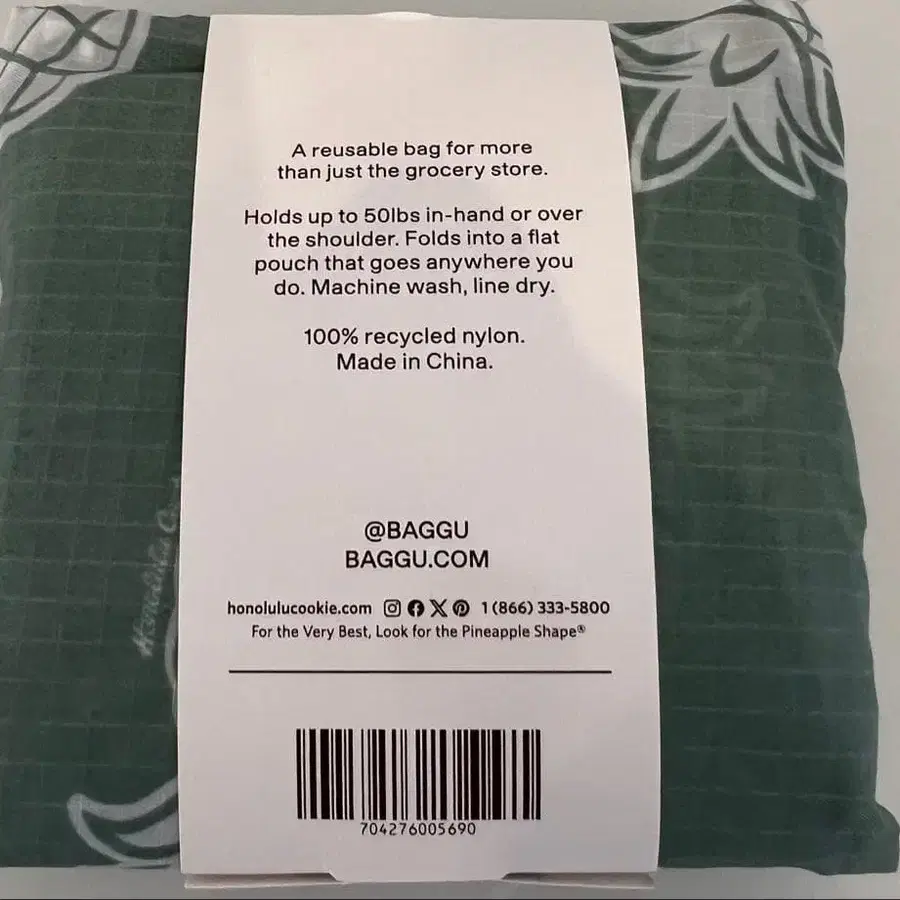 A reusable bag for more
than just the grocery store.
Holds up to 50lbs in-hand or over
the shoulder. Folds into a flat
pouch that goes anywhere you
do. Machine wash, line dry.
100% recycled nylon.
Made in China.
@BAGGU
BAGGU.COM
honolulucookie.com 1 (866) 333-5800
For the Very Best, Look for the Pineapple Shape®
704276005690